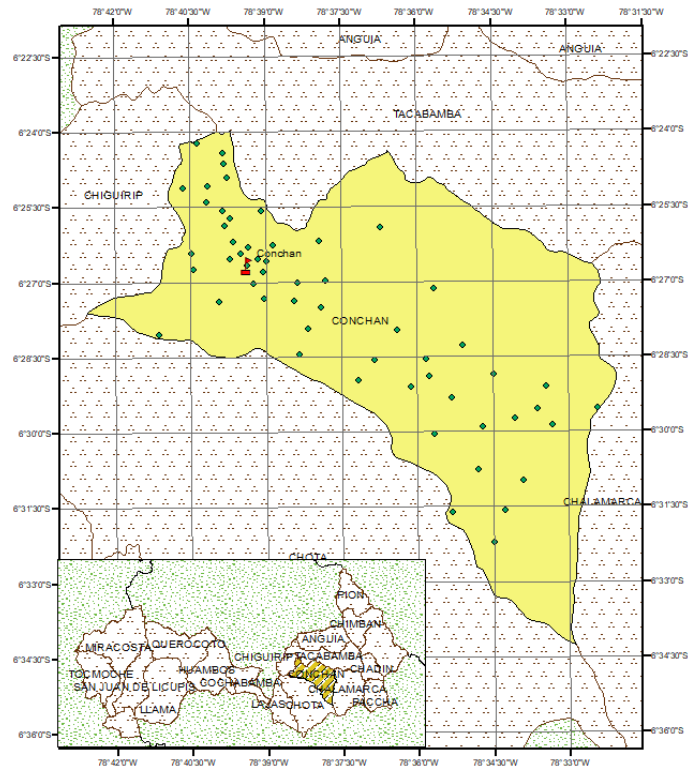 78°42'0"W 78°40'30"W 78°39'0"W 78°37'30"W 78°36'0"W 78°34'30"W 78°33'0"W 78°31'30"W
ANGUIA
ANGUIA
6°22'30"S 6°22'30"S
TACABAMBA
6°24'0"S 6°24'0"S
CHIGUIRIP
6°25'30"S 6°25'30"S
Conchan
6°27'0"S 6°27'0"S
CONCHAN
6°28'30"S 6°28'30"S
6°30'0"S 6°30'0"S
CHALAMARCA
6°31'30"S 6°31'30"S
CHOTA
6°33'0"S 6°33'0"S
PION
CHIMBAN
ANGUIA
MIRACOSTA QUEROCOTO
CHIGUIRIP TACABAMBA
6°34'30"S 6°34'30"S
HUAMBOS CHADIN
TOCMOCHE CONCHAN
COCHABAMBA
SAN JUAN DE LICUPIS CHALAMARCA
LAJAS CHOTA PACCHA
LLAMA
6°36'0"S 6°36'0"S
78°42'0"W 78°40'30"W 78°39'0"W 78°37'30"W 78°36'0"W 78°34'30"W 78°33'0"W